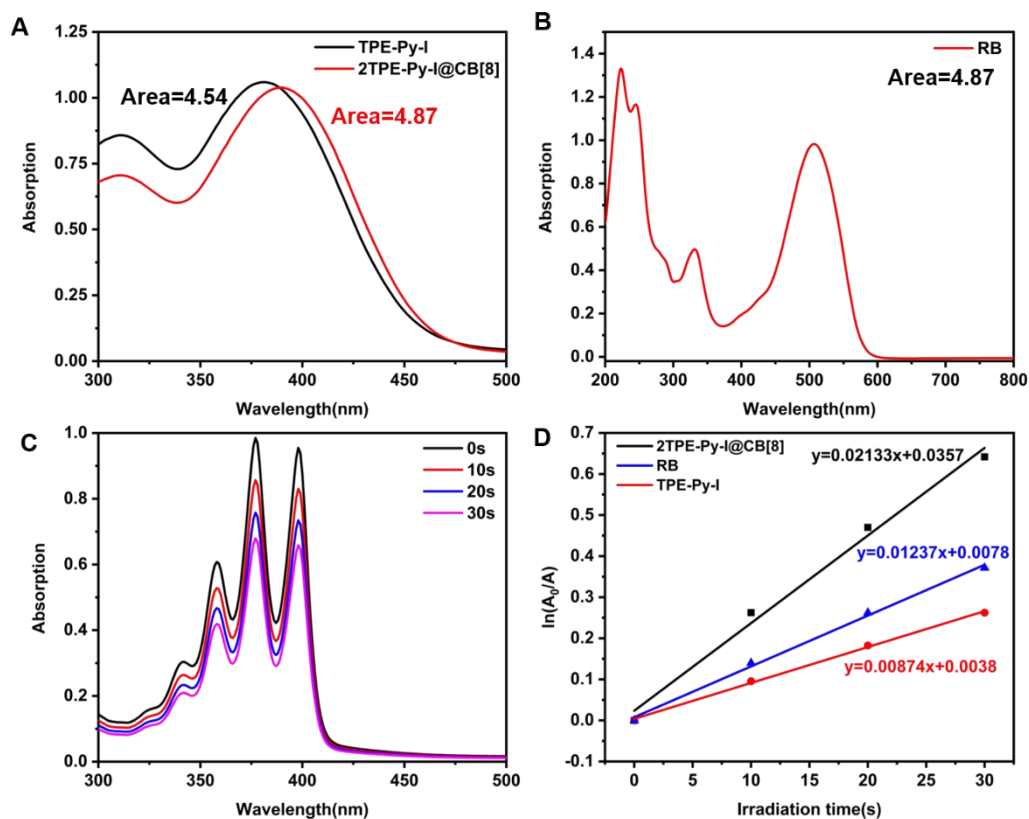 A
1.25
1.00
0.75
0.50
0.25
0.00
Absorption
TPE-Py-I
2TPE-Py-I@CB[8]
Area=4.54
Area=4.87
300 350 400 450 500
Wavelength(nm)
B
1.4
1.2
1.0
0.8
0.6
0.4
0.2
0.0
Absorption
RB
Area=4.87
200 300 400 500 600 700 800
Wavelength(nm)
C
1.0
0.8
0.6
0.4
0.2
0.0
Absorption
0s
10s
20s
30s
300 350 400 450 500
Wavelength(nm)
D
0.7
0.6
0.5
0.4
0.3
0.2
0.1
0.0
-0.1
ln(A0/A)
2TPE-Py-I@CB[8]
RB
TPE-Py-I
y=0.02133x+0.0357
y=0.01237x+0.0078
y=0.00874x+0.0038
0 5 10 15 20 25 30
Irradiation time(s)